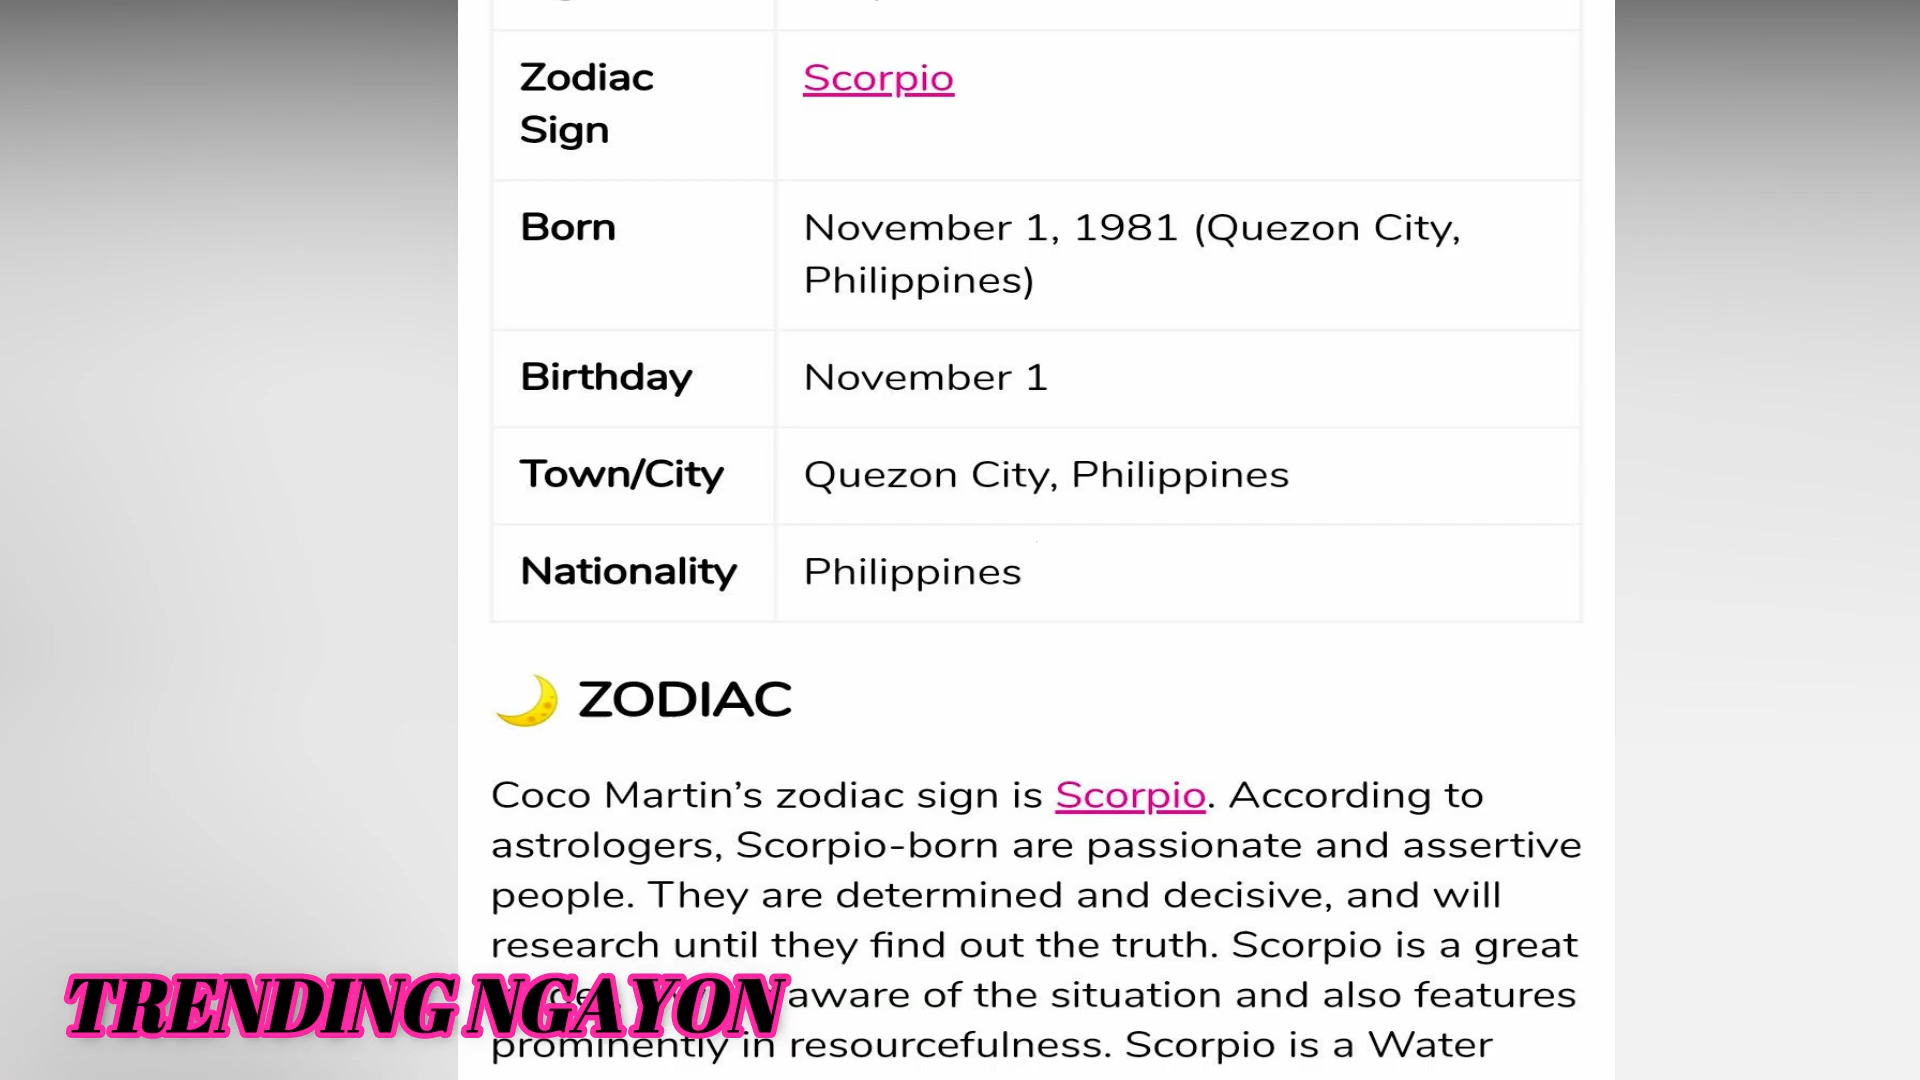 Zodiac Sign
Scorpio
Born
November 1, 1981 (Quezon City,
Philippines)
Birthday
November 1
Town/City
Quezon City, Philippines
Nationality
Philippines
🌙 ZODIAC
Coco Martin’s zodiac sign is Scorpio. According to
astrologers, Scorpio-born are passionate and assertive
people. They are determined and decisive, and will
research until they find out the truth. Scorpio is a great
aware of the situation and also features
prominently in resourcefulness. Scorpio is a Water
TRENDING NGAYON